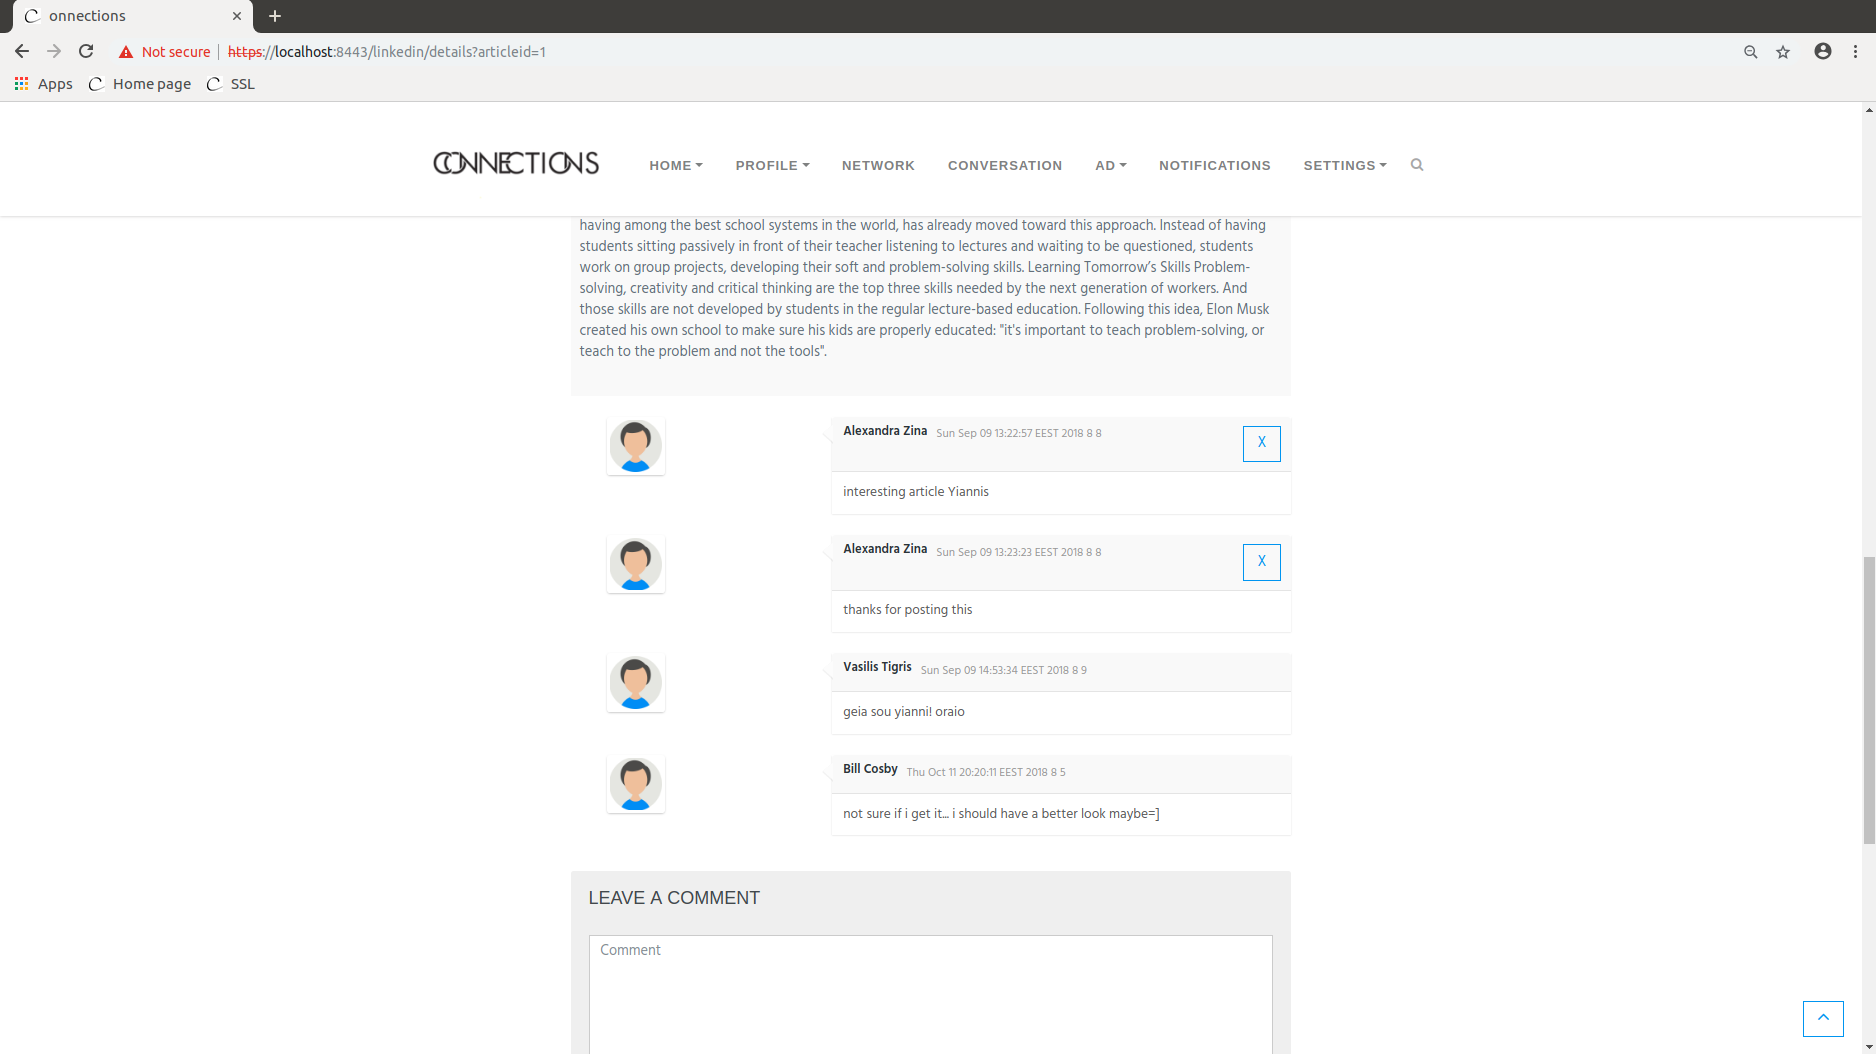 onnections
Not secure
https://localhost:8443/linkedin/details?articleid=1
Apps
Home page
SSL
CONNECTIONS
HOME
PROFILE
NETWORK
CONVERSATION
AD
NOTIFICATIONS
SETTINGS
having among the best school systems in the world, has already moved toward this approach. Instead of having
students sitting passively in front of their teacher listening to lectures and waiting to be questioned, students
work on group projects, developing their soft and problem-solving skills. Learning Tomorrow’s Skills Problem-
solving, creativity and critical thinking are the top three skills needed by the next generation of workers. And
those skills are not developed by students in the regular lecture-based education. Following this idea, Elon Musk
created his own school to make sure his kids are properly educated: "it's important to teach problem-solving, or
teach to the problem and not the tools".
Alexandra Zina Sun Sep 09 13:22:57 EEST 2018 8 8
X
interesting article Yiannis
Alexandra Zina Sun Sep 09 13:23:23 EEST 2018 8 8
X
thanks for posting this
Vasilis Tigris Sun Sep 09 14:53:34 EEST 2018 8 9
geia sou yianni! oraio
Bill Cosby Thu Oct 11 20:20:11 EEST 2018 8 5
not sure if i get it... i should have a better look maybe=]
LEAVE A COMMENT
Comment